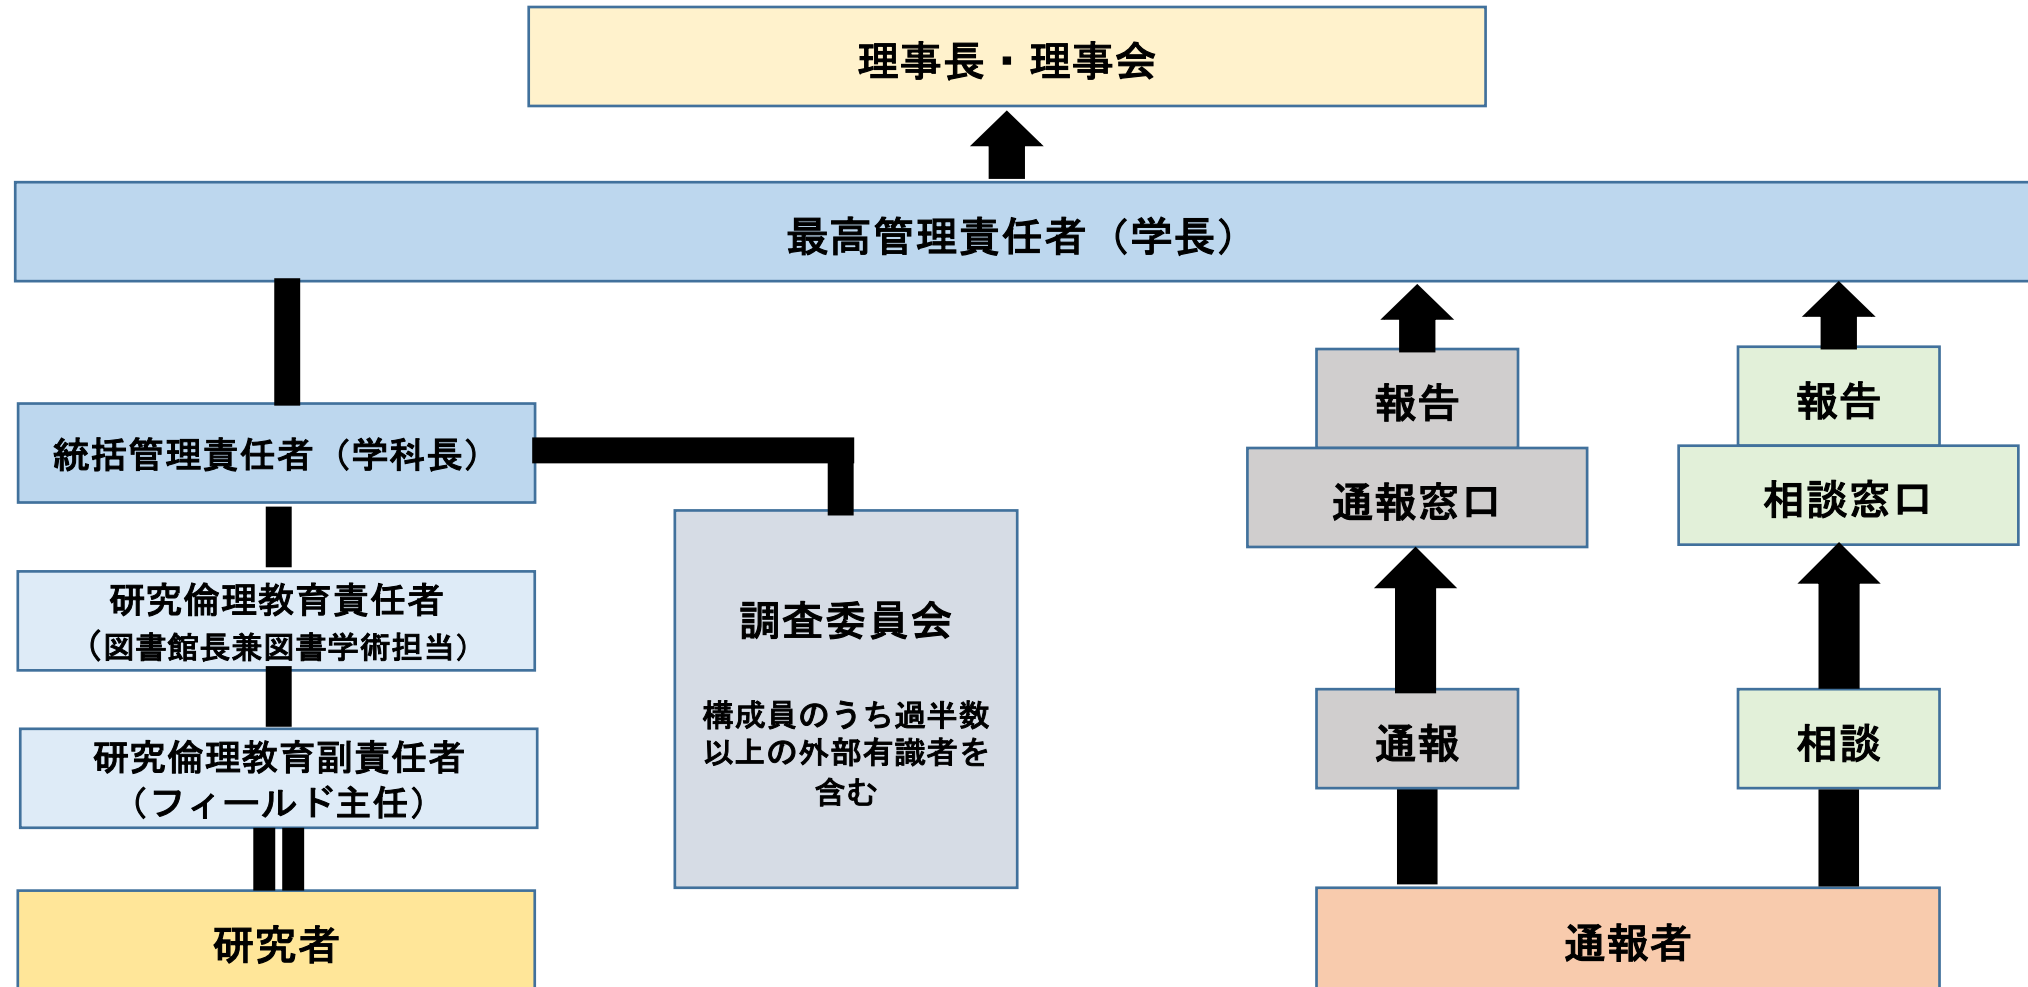 理事長・理事会
最高管理責任者（学長）
統括管理責任者（学科長）
研究倫理教育責任者
（図書館長兼図書学術担当）
研究倫理教育副責任者
（フィールド主任）
研究者
調査委員会
構成員のうち過半数
以上の外部有識者を
含む
報告
通報窓口
通報
報告
相談窓口
相談
通報者